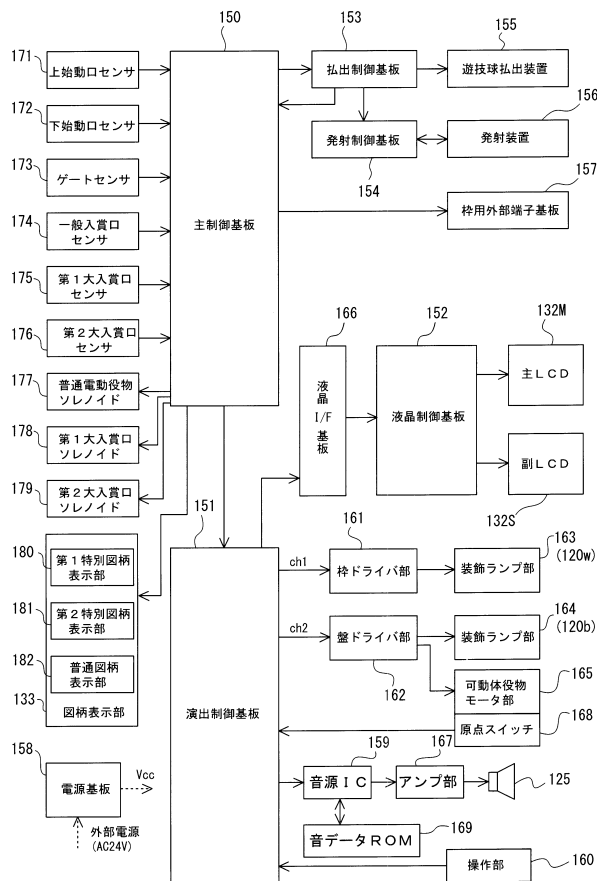 150
153
155
171
上始動口センサ
払出制御基板
遊技球払出装置
172
下始動口センサ
156
発射制御基板
発射装置
173
ゲートセンサ
154
157
174
一般入賞口
センサ
主制御基板
枠用外部端子基板
175
第1大入賞口
センサ
176
第2大入賞口
センサ
166
152
132M
177
普通電動役物
ソレノイド
液晶
I/F
基板
液晶制御基板
主LCD
178
第1大入賞口
ソレノイド
副LCD
179
第2大入賞口
ソレノイド
151
132S
161
163
(120w)
180
第1特別図柄
表示部
ch1
枠ドライバ部
装飾ランプ部
181
第2特別図柄
表示部
ch2
盤ドライバ部
装飾ランプ部
164
(120b)
182
普通図柄
表示部
162
可動体役物
モータ部
165
133
図柄表示部
演出制御基板
原点スイッチ
168
158
電源基板
Vcc
159
167
音源IC
アンプ部
125
外部電源
(AC24V)
音データROM
169
操作部
160